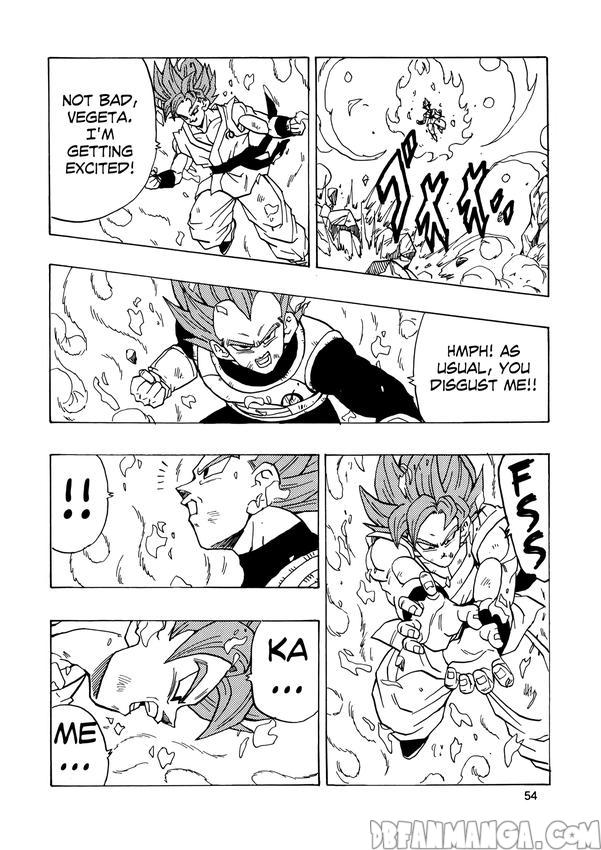 NOT BAD,
VEGETA.
I'M
GETTING
EXCITED!
HMPH! AS
USUAL, YOU
DISGUST ME!!
FSS
!!
KA
...
ME
...
54
DBFANMANGA.COM